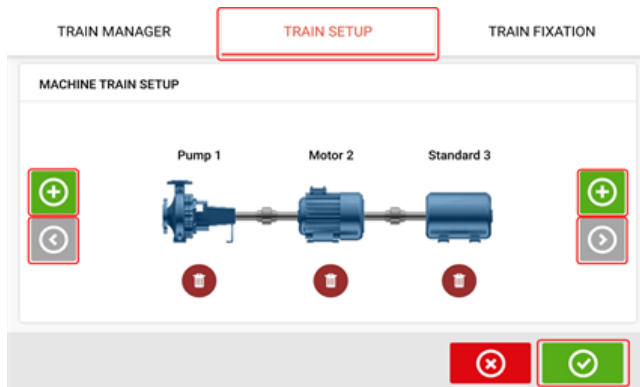 TRAIN MANAGER TRAIN SETUP TRAIN FIXATION
MACHINE TRAIN SETUP
Pump 1 Motor 2 Standard 3